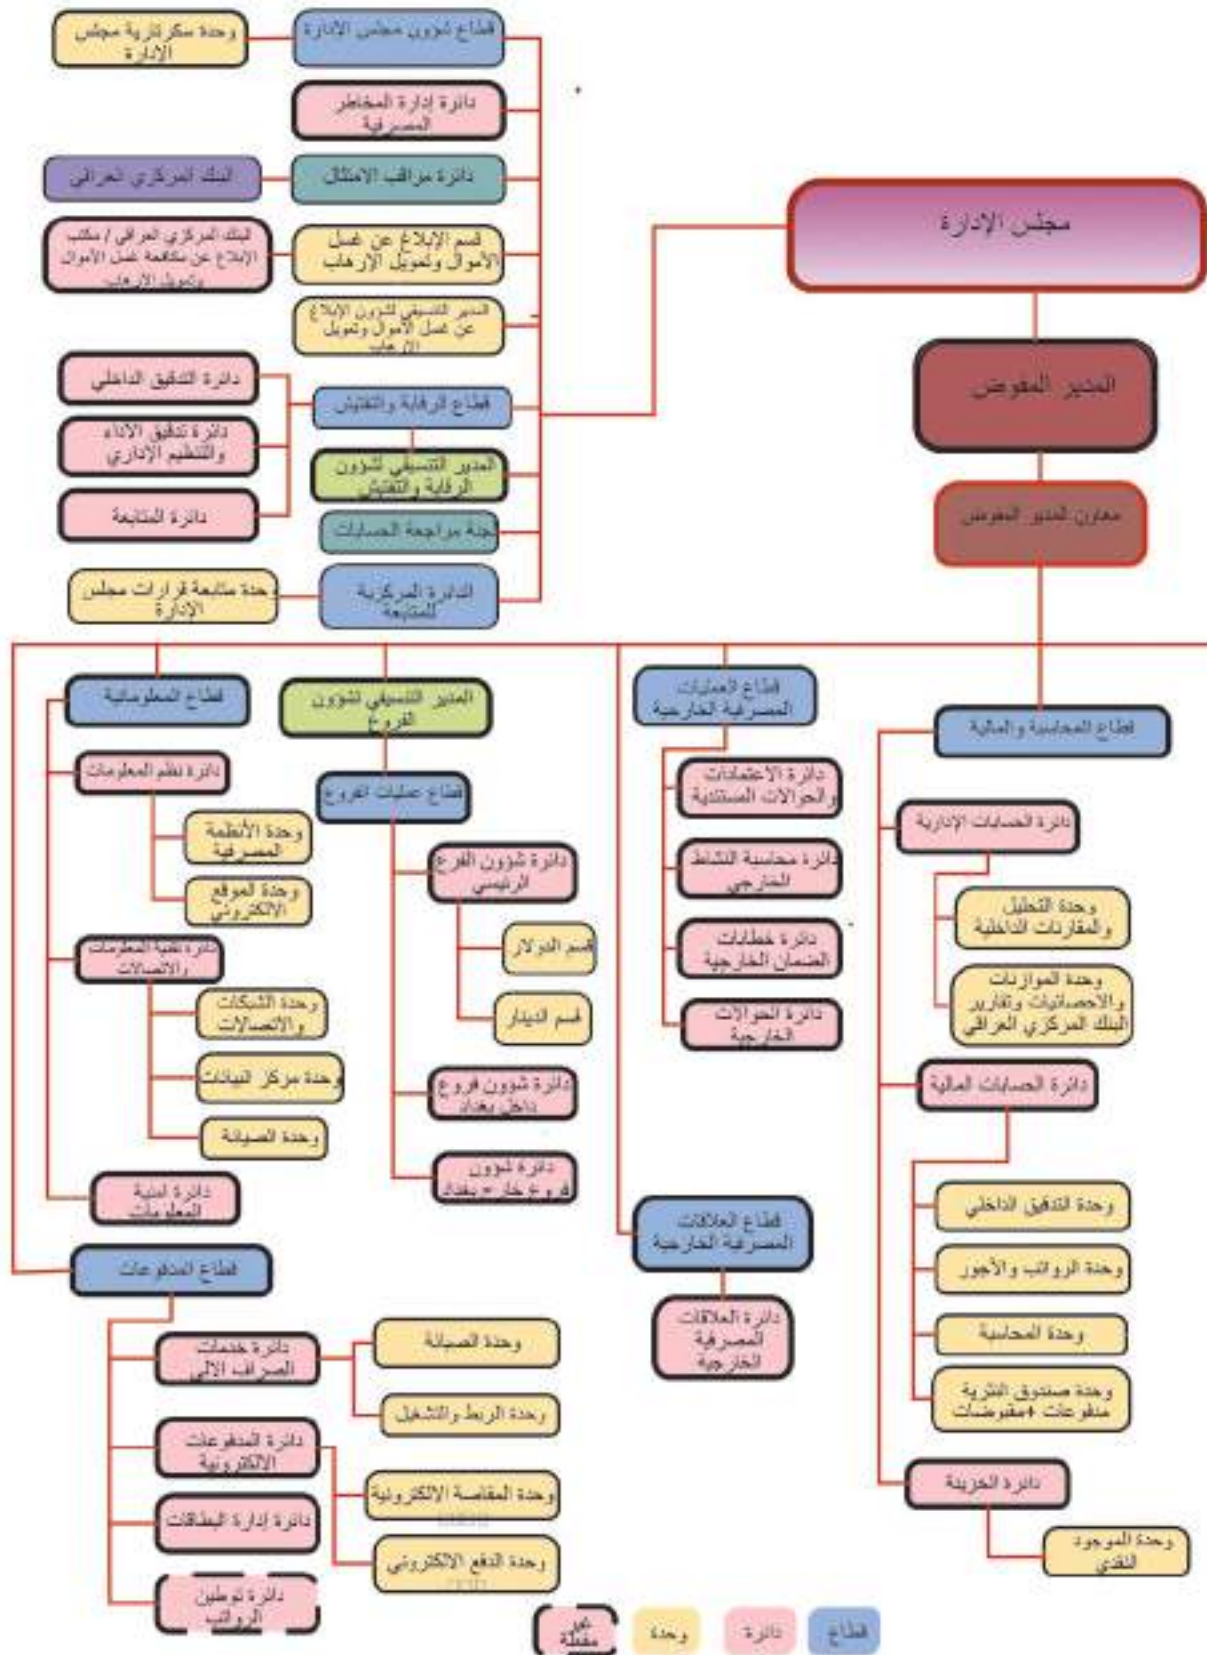 قطاع شؤون مجلس الإدارة
وحدة سكرتارية مجلس
الإدارة
دائرة إدارة المخاطر
المصرفية
دائرة مراقب الامتثال
البنك المركزي العراقي
قسم الإبلاغ عن غسل
الأموال وتمويل الإرهاب
البنك المركزي العراقي / مكتب
الإبلاغ عن مكافحة غسل الأموال
وتمويل الإرهاب
المدير التنسيقي لشؤون الإبلاغ
عن غسل الأموال وتمويل
الإرهاب
مجلس الإدارة
المدير المفوض
معاون المدير المفوض
قطاع الرقابة والتفتيش
دائرة التدقيق الداخلي
دائرة تدقيق الاداء
والتنظيم الإداري
دائرة المتابعة
المدير التنسيقي لشؤون
الرقابة والتفتيش
لجنة مراجعة الحسابات
الدائرة المركزية
للمتابعة
وحدة متابعة قرارات مجلس
الإدارة
قطاع المحاسبة والمالية
دائرة الحسابات الإدارية
وحدة التحليل
والمقارنات الداخلية
وحدة الموازنات
والاحصائيات وتقارير
البنك المركزي العراقي
دائرة الحسابات المالية
وحدة التدقيق الداخلي
وحدة الرواتب والأجور
وحدة المحاسبة
وحدة صندوق النثرية
مدفوعات +مقبوضات
دائرة الخزينة
وحدة الموجود
النقدي
قطاع العمليات
المصرفية الخارجية
دائرة الاعتمادات
والحوالات المستندية
دائرة محاسبة النشاط
الخارجي
دائرة خطابات
الضمان الخارجية
دائرة الحوالات
الخارجية
قطاع العلاقات
المصرفية الخارجية
دائرة العلاقات
المصرفية
الخارجية
المدير التنسيقي لشؤون
الفروع
قطاع عمليات الفروع
دائرة شؤون الفرع
الرئيسي
قسم الدولار
قسم الدينار
دائرة شوون فروع
داخل بغداد
دائرة شؤون
فروع خارج بغداد
قطاع المعلوماتية
دائرة نظم المعلومات
وحدة الأنظمة
المصرفية
وحدة الموقع
الالكتروني
دائرة تقنية المعلومات
والاتصالات
وحدة الشبكات
والاتصالات
وحدة مركز البيانات
وحدة الصيانة
دائرة امنية
المعلومات
قطاع المدفوعات
دائرة خدمات
الصراف الالي
وحدة الصيانة
وحدة الربط والتشغيل
دائرة المدفوعات
الالكترونية
وحدة المقاصة الالكترونية
وحدة الدفع الالكتروني
دائرة إدارة البطاقات
دائرة توطين
الرواتب
قطاع
دائرة
وحدة
غير
مفعلة